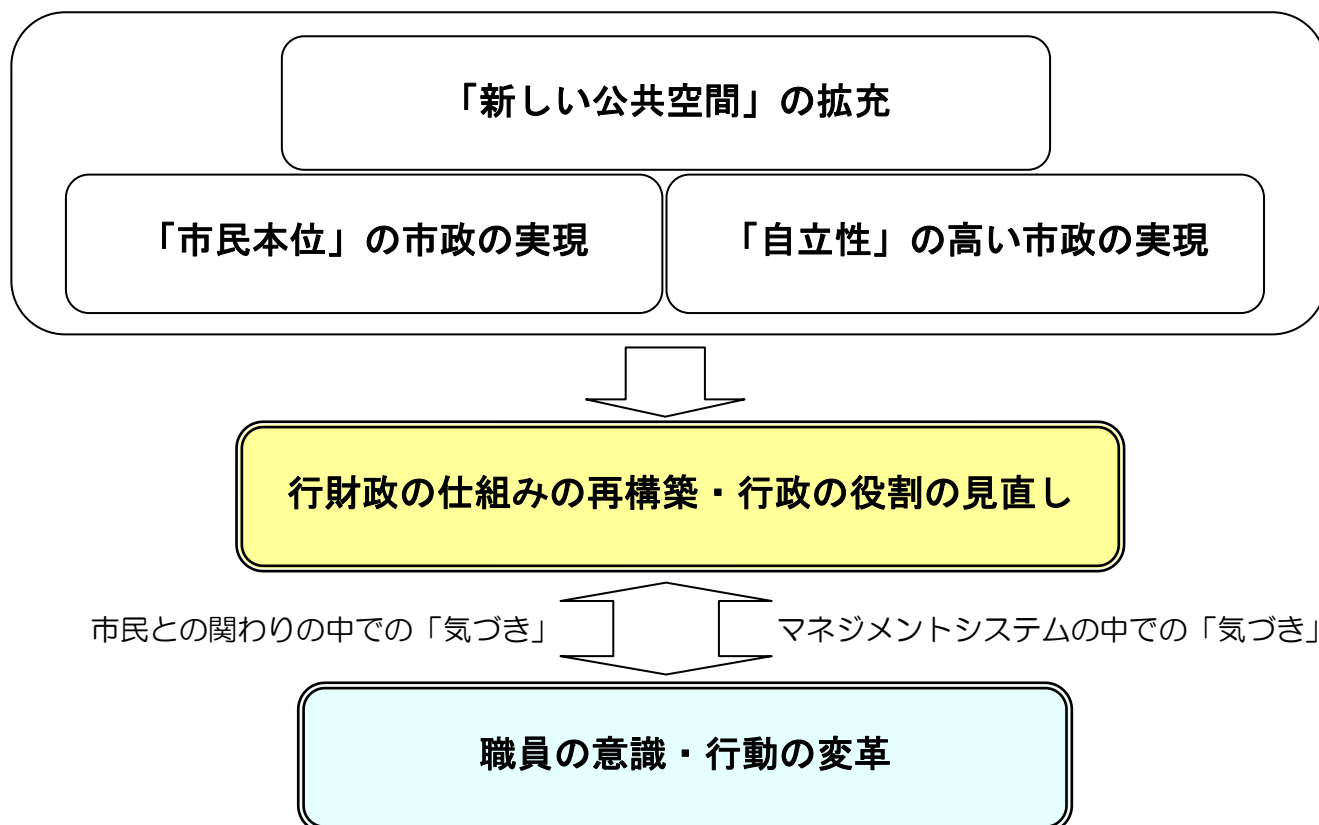 「新しい公共空間」の拡充
「市民本位」の市政の実現
「自立性」の高い市政の実現
行財政の仕組みの再構築・行政の役割の見直し
市民との関わりの中での「気づき」
マネジメントシステムの中での「気づき」
職員の意識・行動の変革